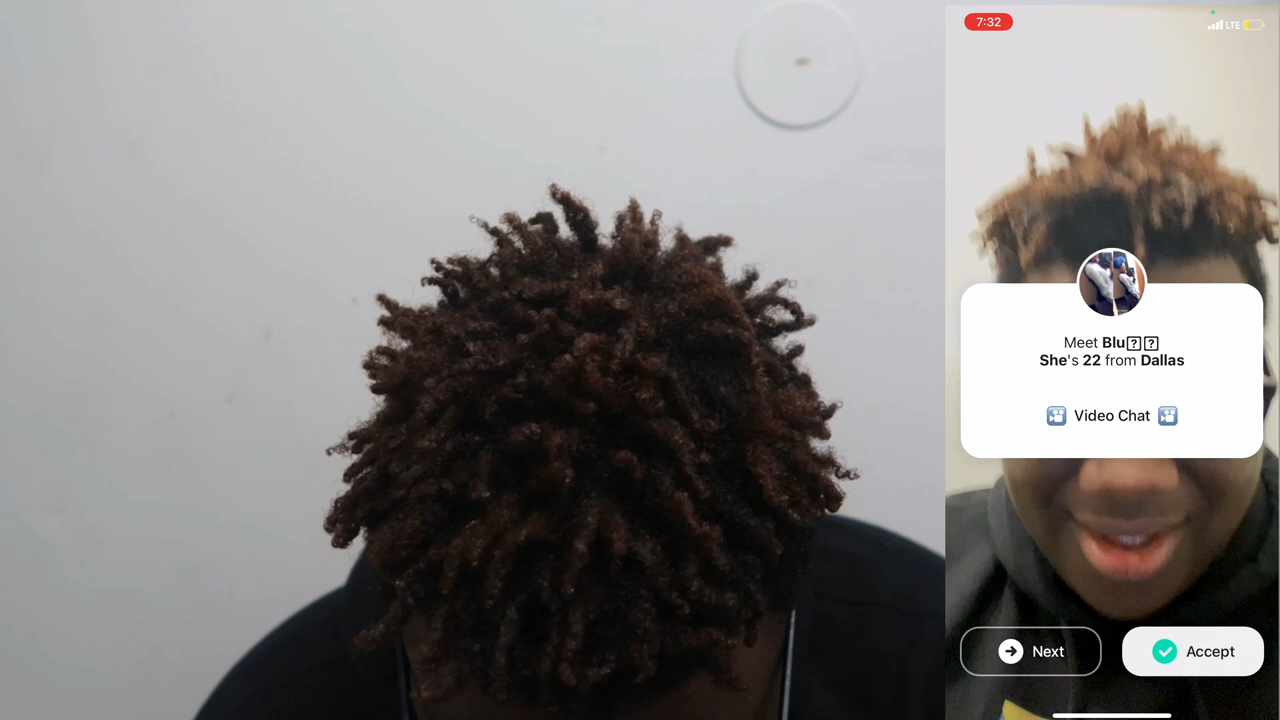 7:32
LTE
Meet Blu
She's 22 from Dallas
🎦 Video Chat 🎦
Next
Accept